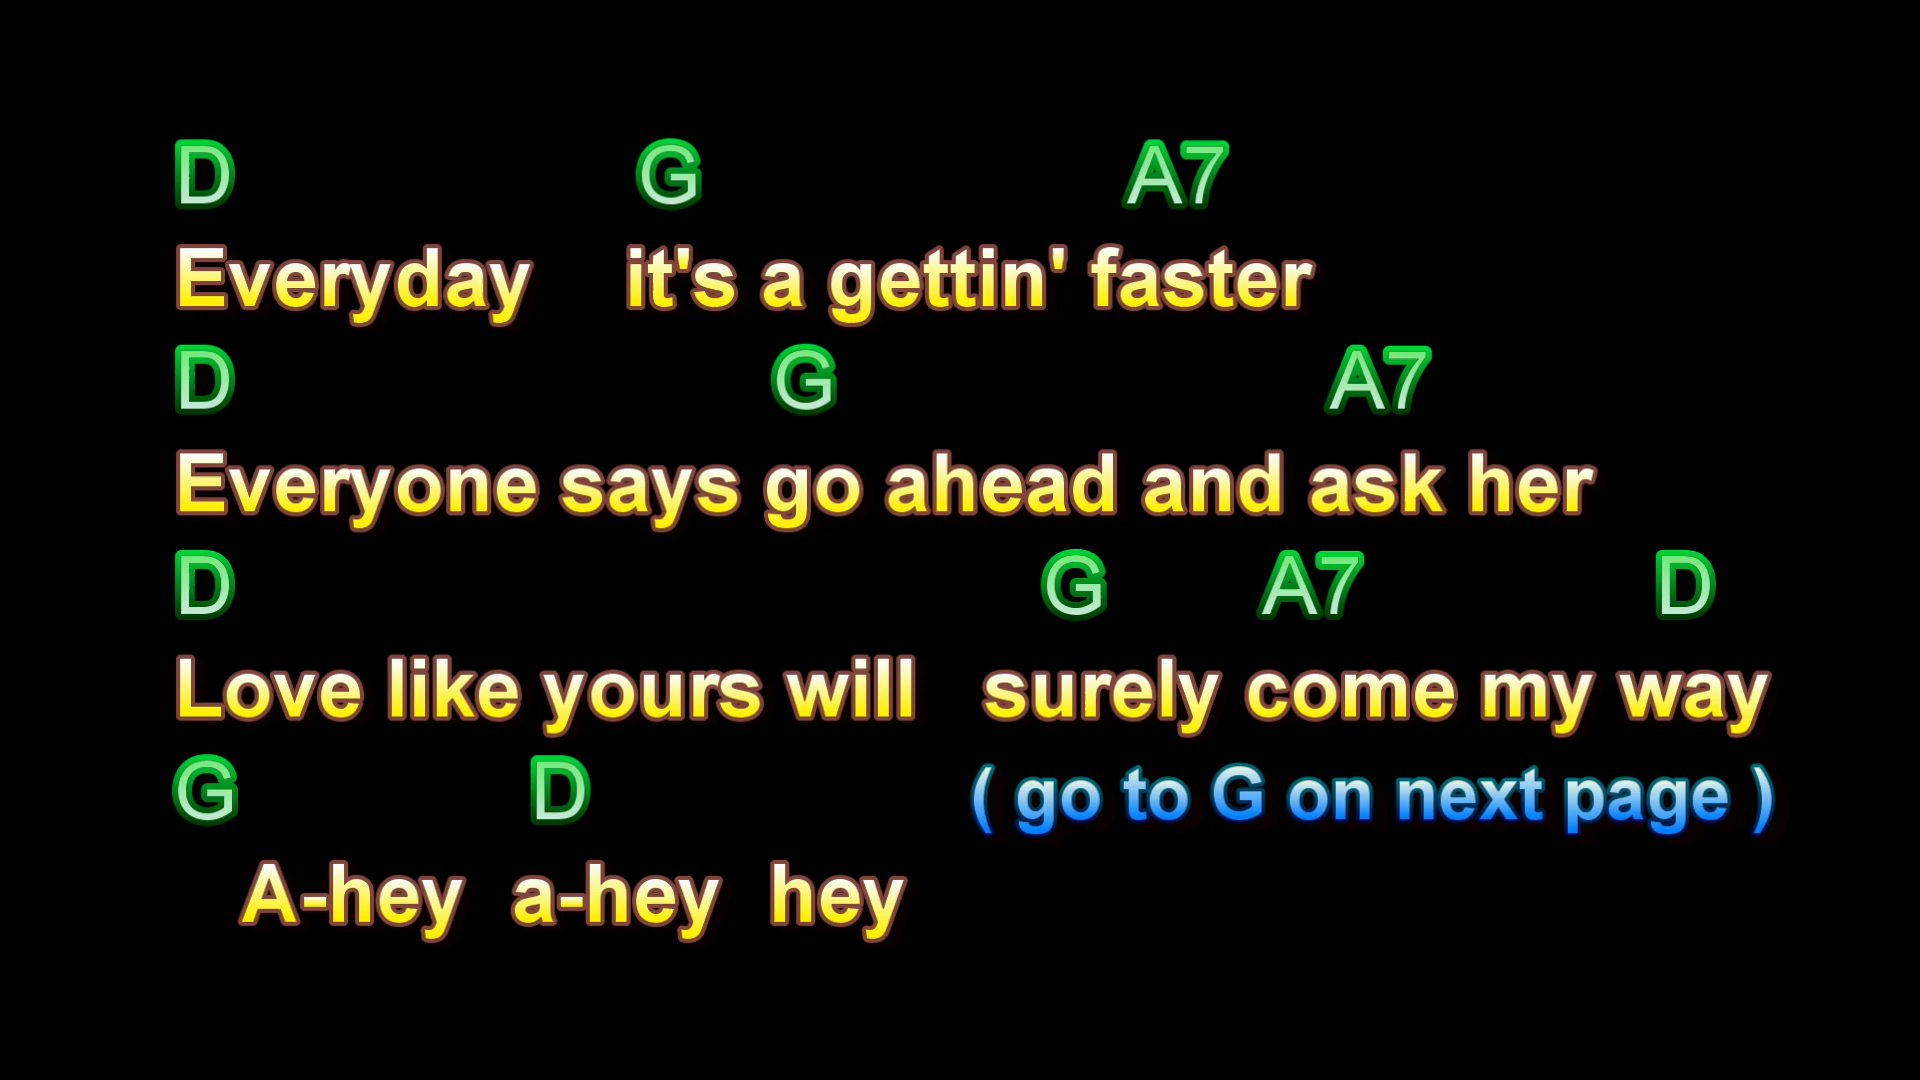 D G A7
Everyday it's a gettin' faster
D G A7
Everyone says go ahead and ask her
D G A7 D
Love like yours will surely come my way
G D ( go to G on next page )
A-hey a-hey hey